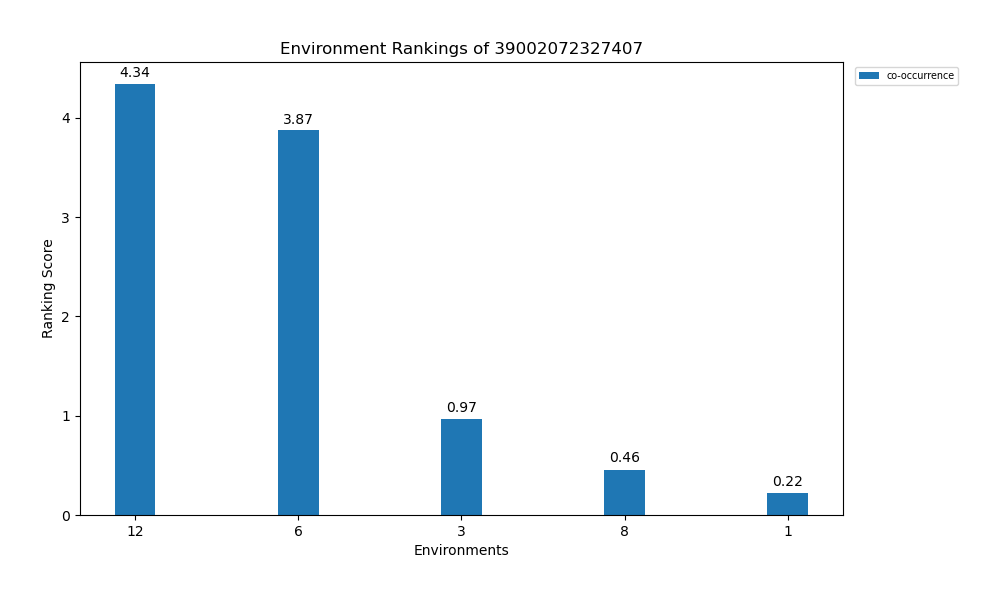 Environment Rankings of 39002072327407
co-occurrence
4.34
3.87
0.97
0.46
0.22
Ranking Score
4
3
2
1
0
12 6 3 8 1
Environments